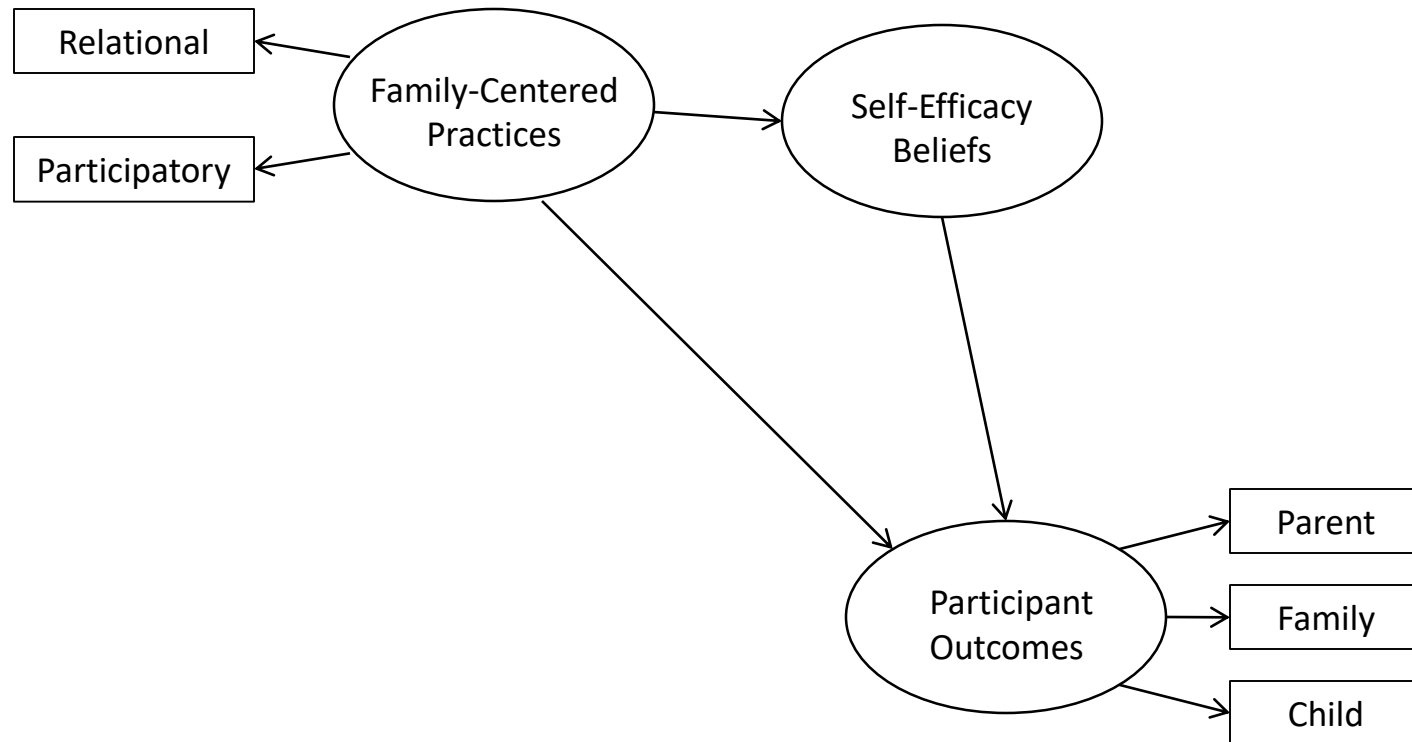 Relational
Participatory
Family-Centered
Practices
Self-Efficacy
Beliefs
Participant
Outcomes
Parent
Family
Child